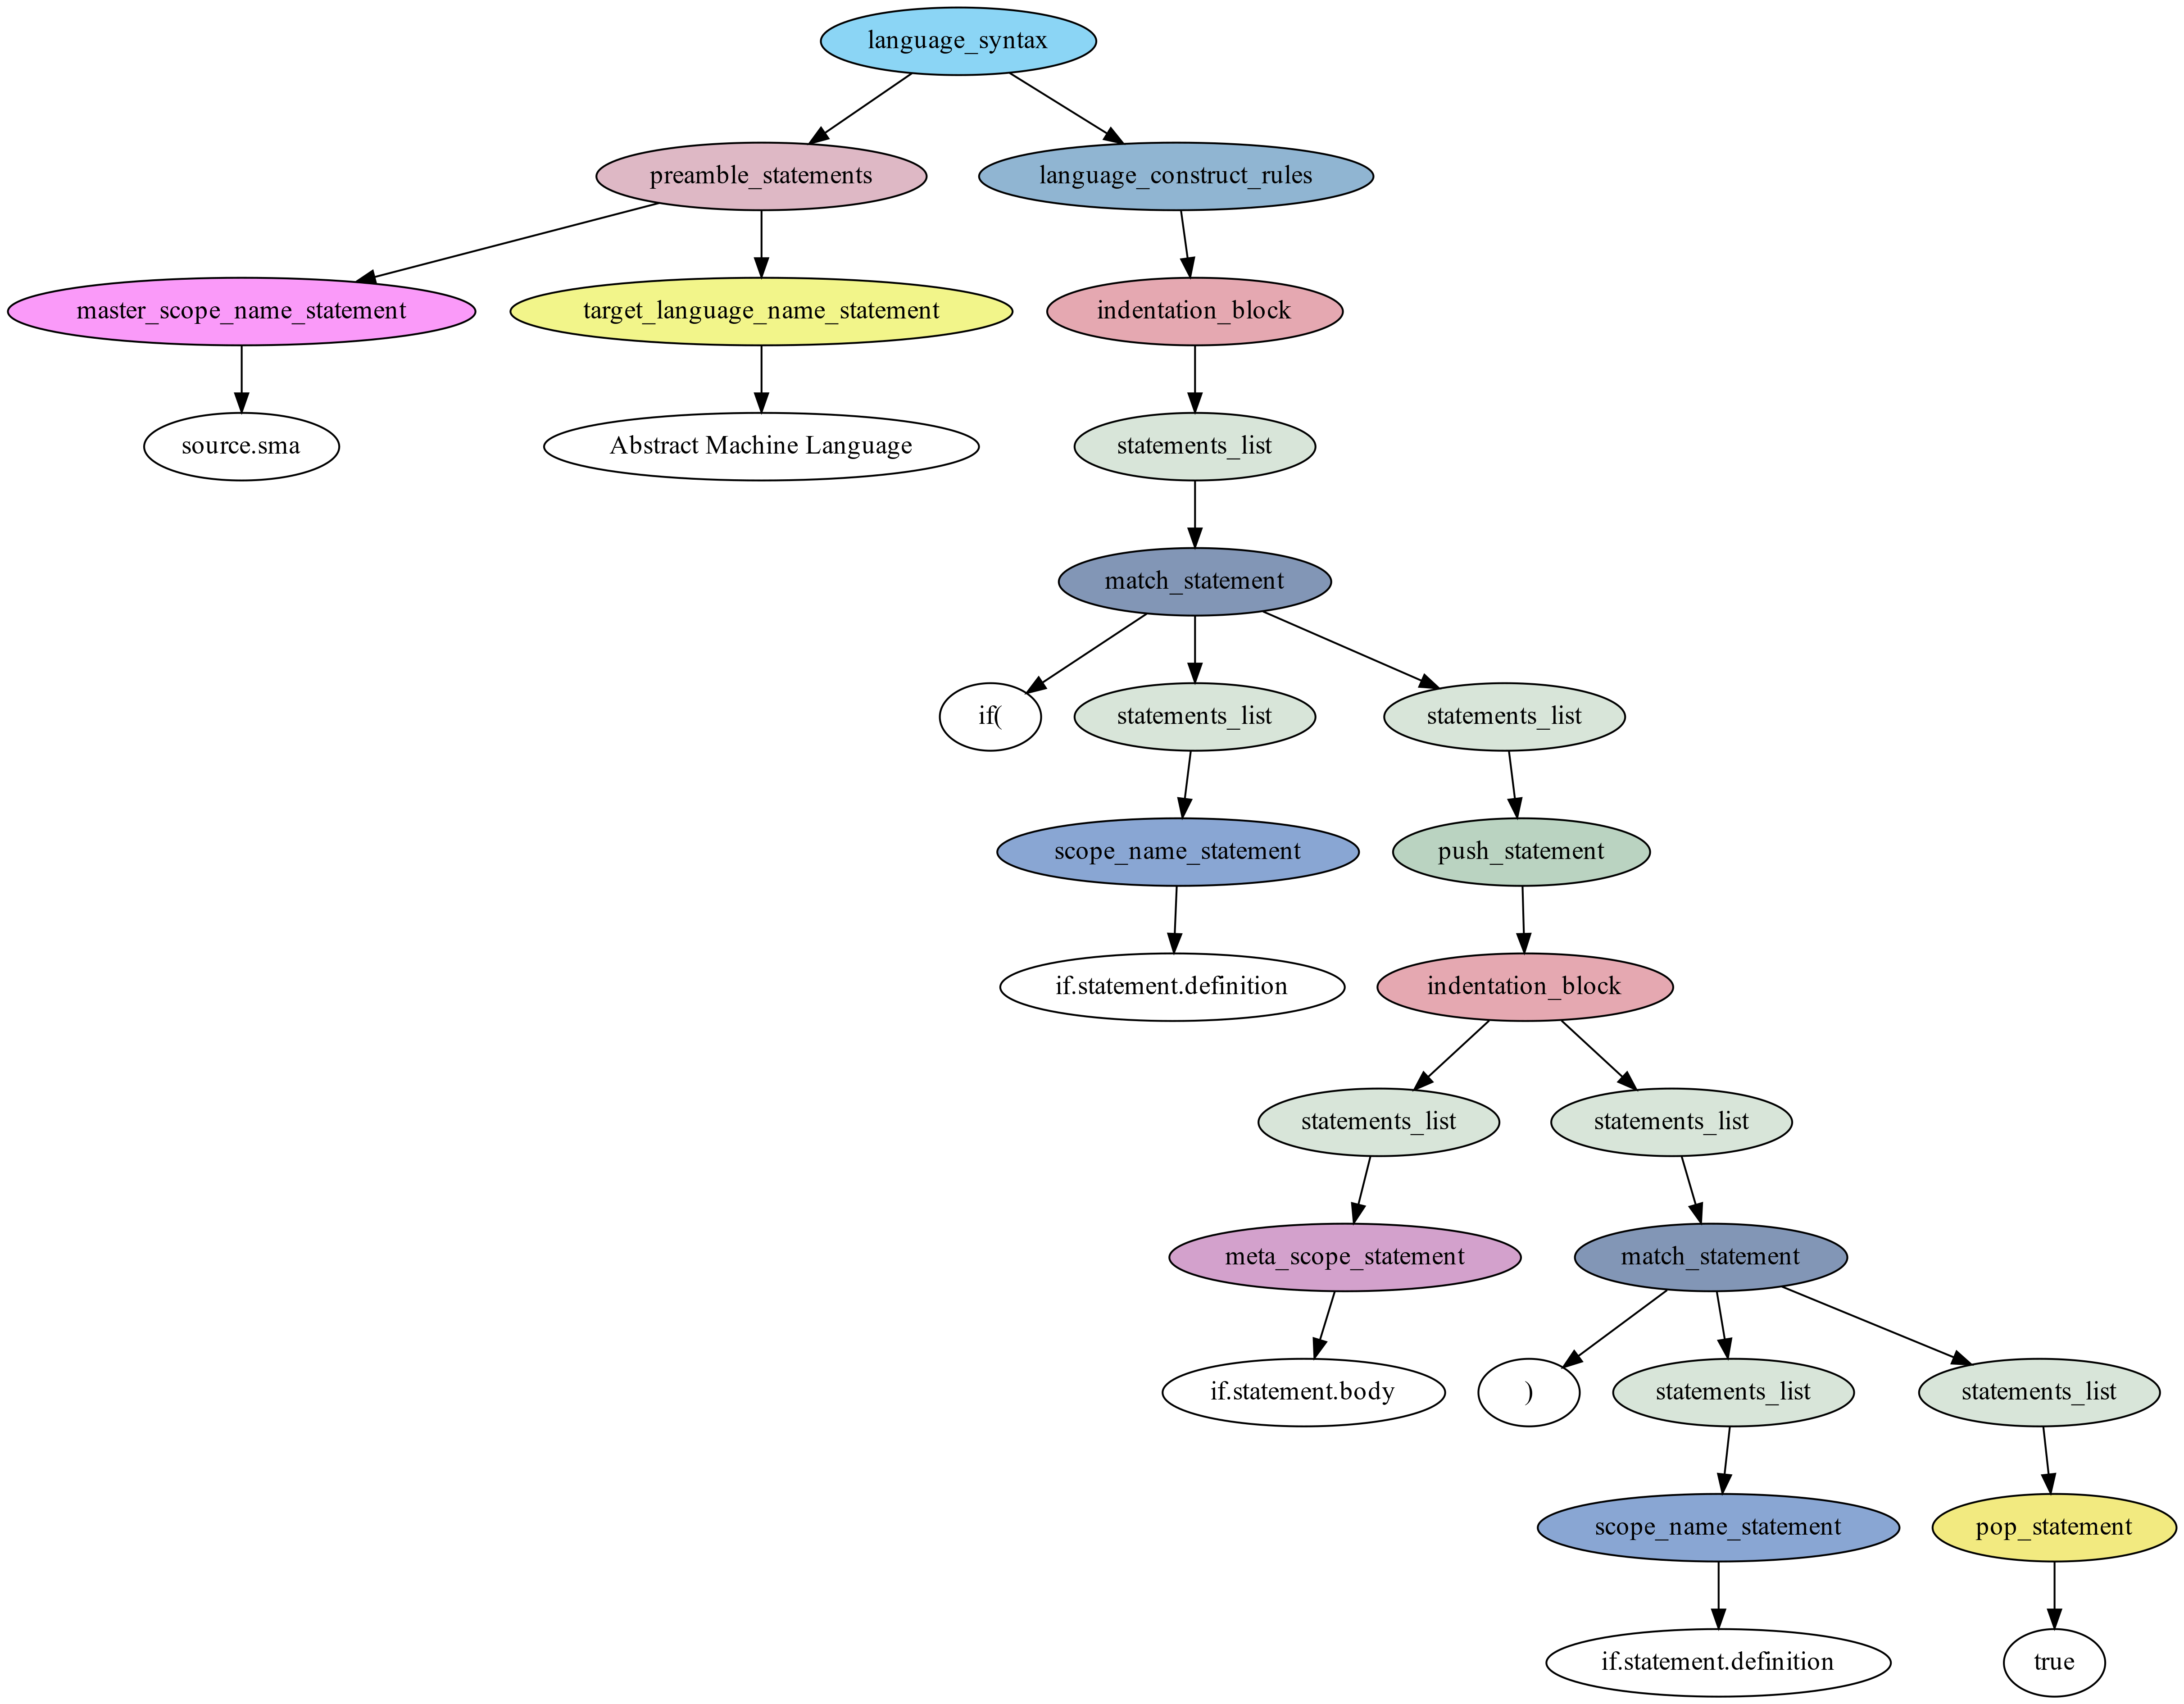 language_syntax
preamble_statements
language_construct_rules
master_scope_name_statement
target_language_name_statement
indentation_block
source.sma
Abstract Machine Language
statements_list
match_statement
if(
statements_list
statements_list
scope_name_statement
push_statement
if.statement.definition
indentation_block
statements_list
statements_list
meta_scope_statement
match_statement
if.statement.body
)
statements_list
statements_list
scope_name_statement
pop_statement
if.statement.definition
true